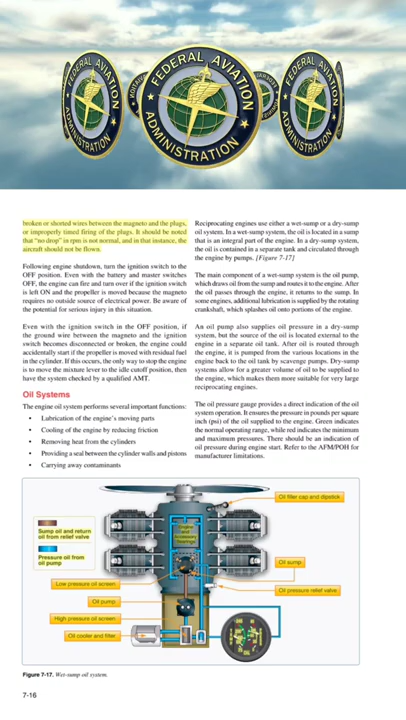 FEDERAL AVIATION
ADMINISTRATION
FEDERAL AVIATION
ADMINISTRATION
FEDERAL AVIATION
ADMINISTRATION
broken or shorted wires between the magneto and the plugs,
or improperly timed firing of the plugs. It should be noted
that “no drop” in rpm is not normal, and in that instance, the
aircraft should not be flown.
Following engine shutdown, turn the ignition switch to the
OFF position. Even with the battery and master switches
OFF, the engine can fire and turn over if the ignition switch
is left ON and the propeller is moved because the magneto
requires no outside source of electrical power. Be aware of
the potential for serious injury in this situation.
Even with the ignition switch in the OFF position, if
the ground wire between the magneto and the ignition
switch becomes disconnected or broken, the engine could
accidentally start if the propeller is moved with residual fuel
in the cylinder. If this occurs, the only way to stop the engine
is to move the mixture lever to the idle cutoff position, then
have the system checked by a qualified AMT.
Oil Systems
The engine oil system performs several important functions:
• Lubrication of the engine’s moving parts
• Cooling of the engine by reducing friction
• Removing heat from the cylinders
• Providing a seal between the cylinder walls and pistons
• Carrying away contaminants
Reciprocating engines use either a wet-sump or a dry-sump
oil system. In a wet-sump system, the oil is located in a sump
that is an integral part of the engine. In a dry-sump system,
the oil is contained in a separate tank and circulated through
the engine by pumps. [Figure 7-17]
The main component of a wet-sump system is the oil pump,
which draws oil from the sump and routes it to the engine. After
the oil passes through the engine, it returns to the sump. In
some engines, additional lubrication is supplied by the rotating
crankshaft, which splashes oil onto portions of the engine.
An oil pump also supplies oil pressure in a dry-sump
system, but the source of the oil is located external to the
engine in a separate oil tank. After oil is routed through
the engine, it is pumped from the various locations in the
engine back to the oil tank by scavenge pumps. Dry-sump
systems allow for a greater volume of oil to be supplied to
the engine, which makes them more suitable for very large
reciprocating engines.
The oil pressure gauge provides a direct indication of the oil
system operation. It ensures the pressure in pounds per square
inch (psi) of the oil supplied to the engine. Green indicates
the normal operating range, while red indicates the minimum
and maximum pressures. There should be an indication of
oil pressure during engine start. Refer to the AFM/POH for
manufacturer limitations.
Oil filler cap and dipstick
Sump oil and return
oil from relief valve
Pressure oil from
oil pump
Engine
and
accessory
bearings
Oil sump
Low pressure oil screen
Oil pressure relief valve
Oil pump
High pressure oil screen
Oil cooler and filter
Figure 7-17. Wet-sump oil system.
7-16